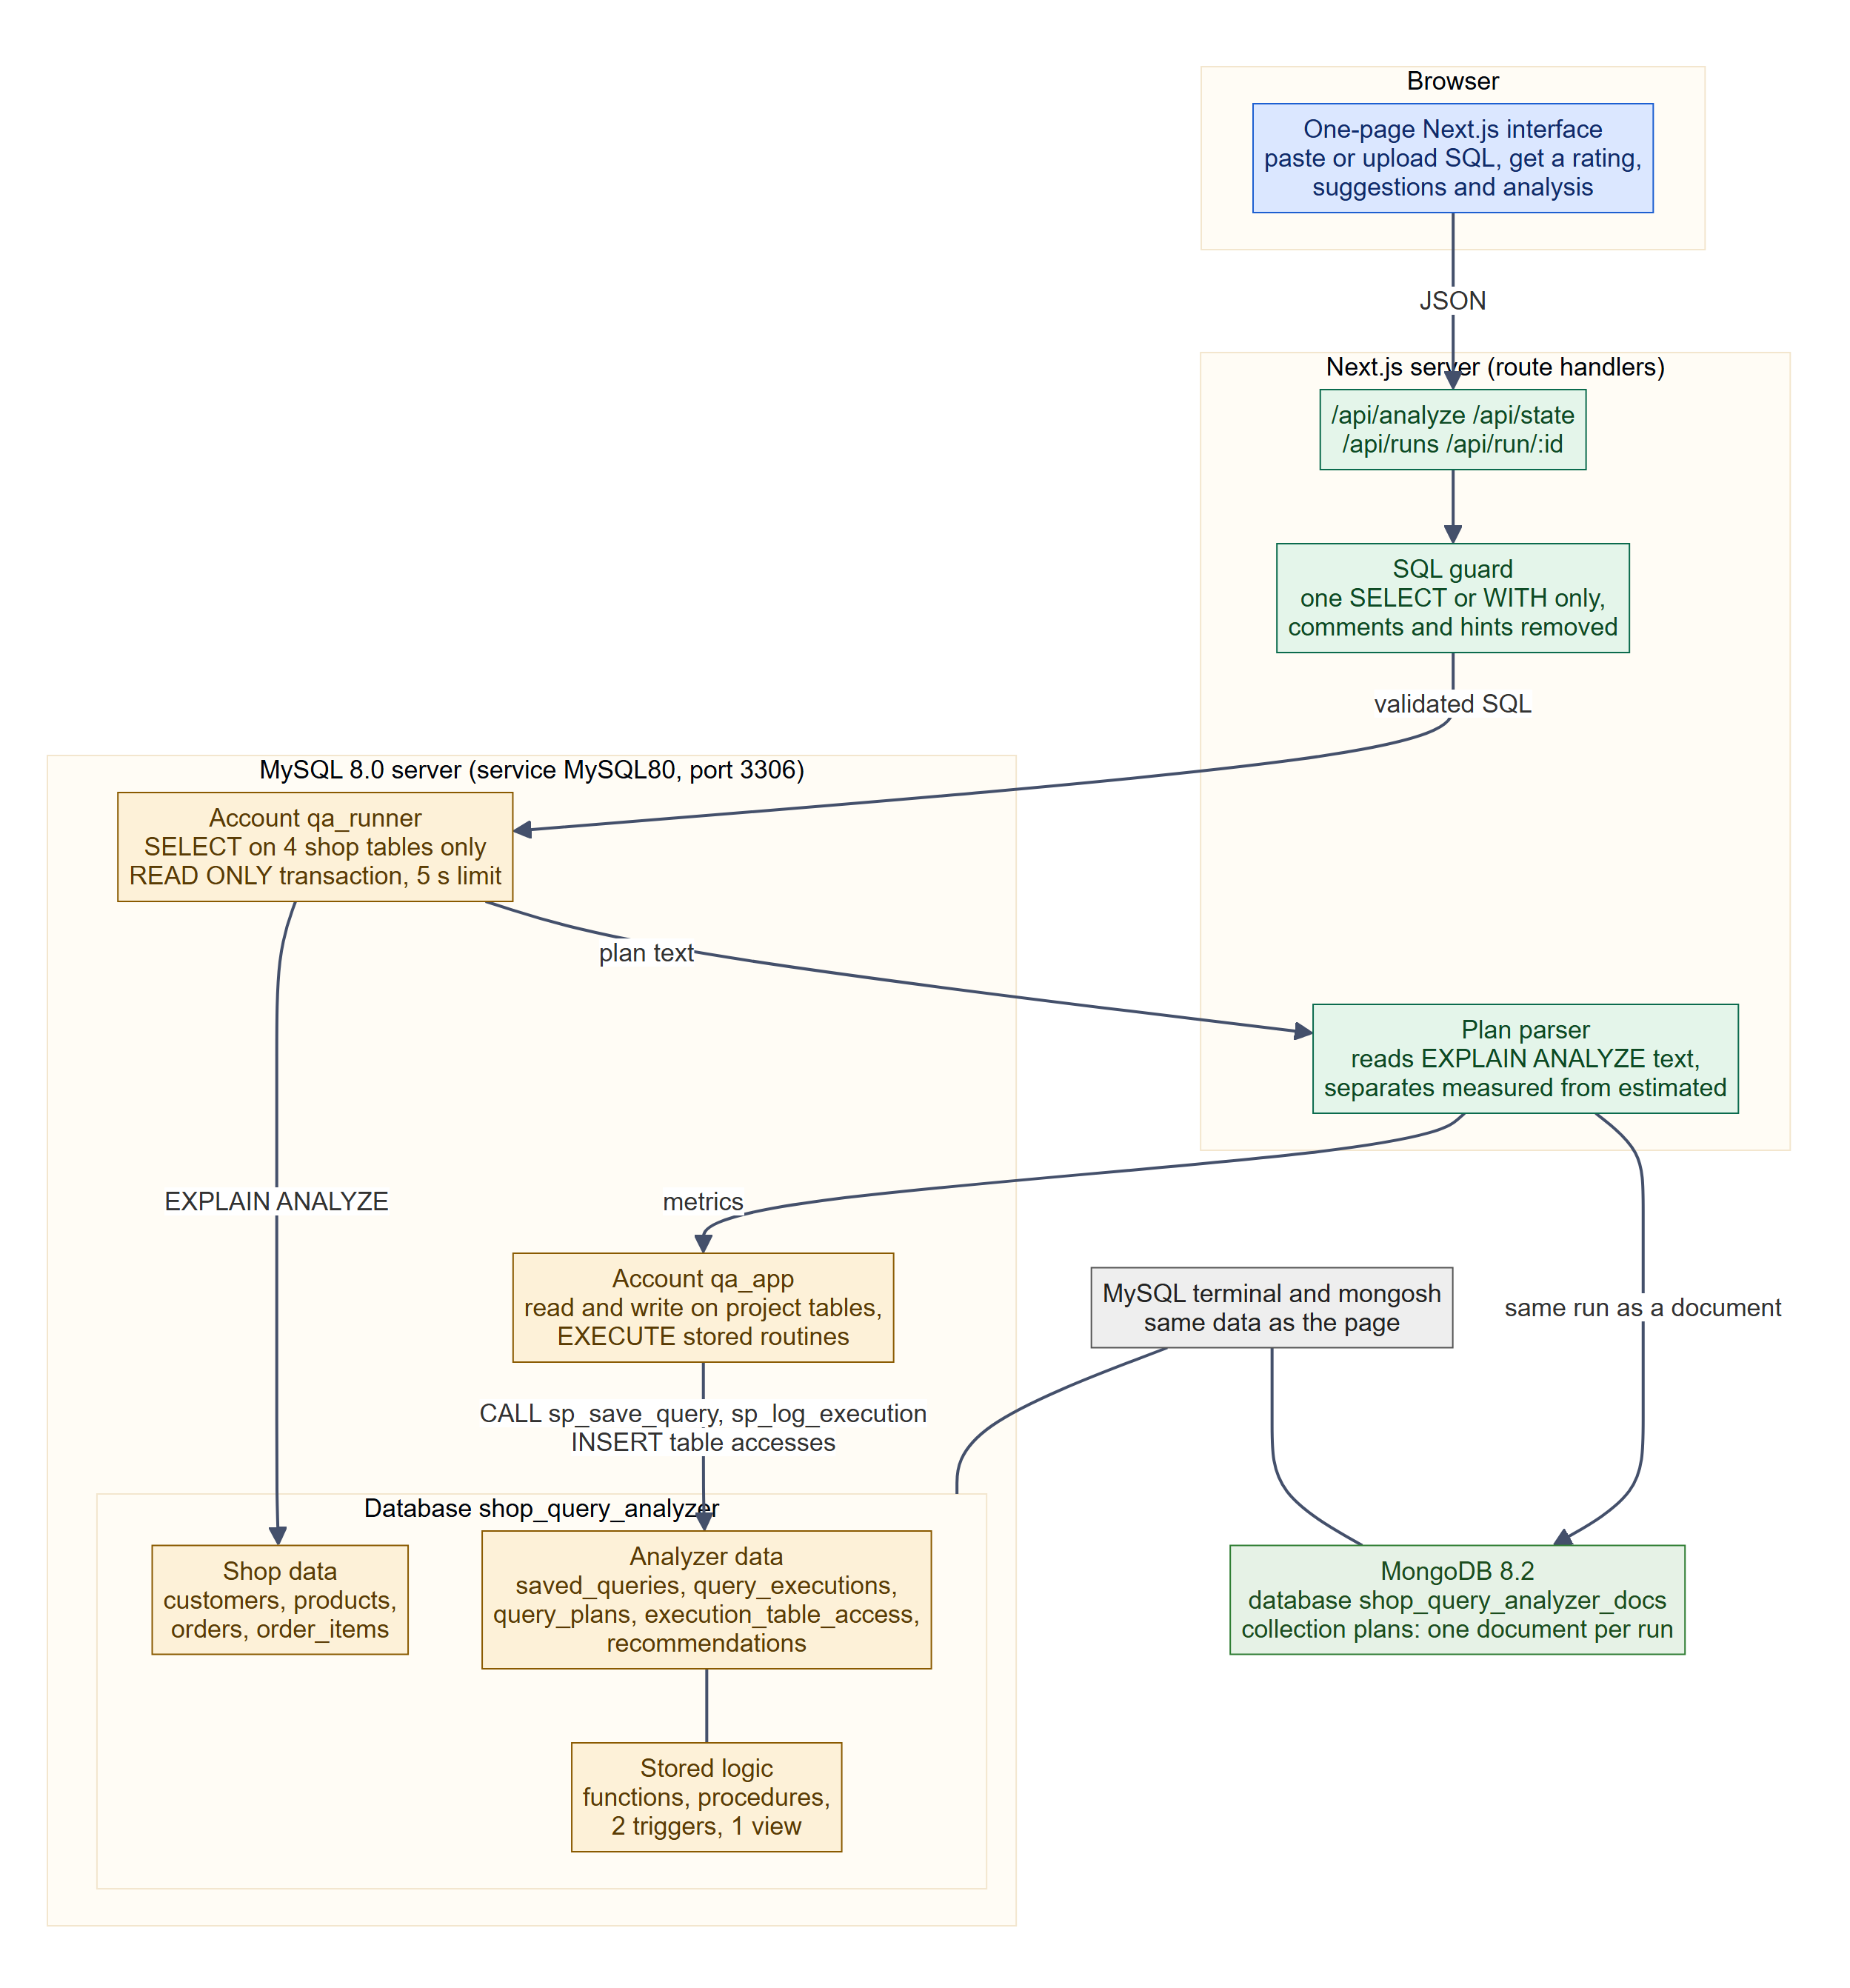 Browser
One-page Next.js interface
paste or upload SQL, get a rating,
suggestions and analysis
JSON
Next.js server (route handlers)
/api/analyze /api/state
/api/runs /api/run/:id
SQL guard
one SELECT or WITH only,
comments and hints removed
validated SQL
MySQL 8.0 server (service MySQL80, port 3306)
Account qa_runner
SELECT on 4 shop tables only
READ ONLY transaction, 5 s limit
plan text
Plan parser
reads EXPLAIN ANALYZE text,
separates measured from estimated
EXPLAIN ANALYZE
metrics
Account qa_app
read and write on project tables,
EXECUTE stored routines
MySQL terminal and mongosh
same data as the page
same run as a document
CALL sp_save_query, sp_log_execution
INSERT table accesses
Database shop_query_analyzer
Shop data
customers, products,
orders, order_items
Analyzer data
saved_queries, query_executions,
query_plans, execution_table_access,
recommendations
MongoDB 8.2
database shop_query_analyzer_docs
collection plans: one document per run
Stored logic
functions, procedures,
2 triggers, 1 view